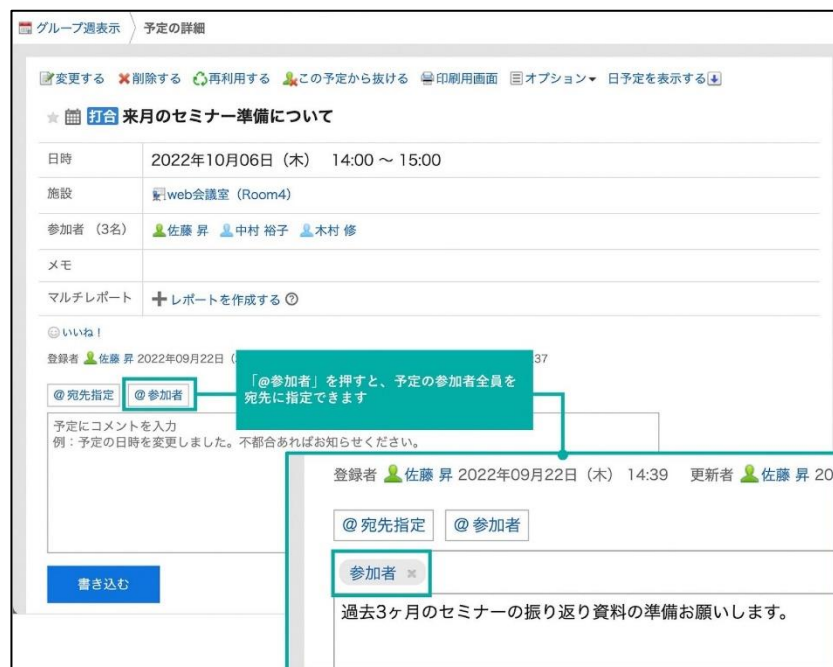 グループ週表示 予定の詳細
変更する 削除する 再利用する この予定から抜ける 印刷用画面 オプション 日予定を表示する
打合 来月のセミナー準備について
日時 2022年10月06日（木） 14:00 ～ 15:00
施設 web会議室（Room4）
参加者 （3名） 佐藤 昇 中村 裕子 木村 修
メモ
マルチレポート レポートを作成する ?
いいね！
登録者 佐藤 昇 2022年09月22日 37
@宛先指定 @参加者
「@参加者」を押すと、予定の参加者全員を
宛先に指定できます
予定にコメントを入力
例：予定の日時を変更しました。不都合あればお知らせください。
書き込む
登録者 佐藤 昇 2022年09月22日（木） 14:39 更新者 佐藤 昇 20
@宛先指定 @参加者
参加者 ×
過去3ヶ月のセミナーの振り返り資料の準備お願いします。